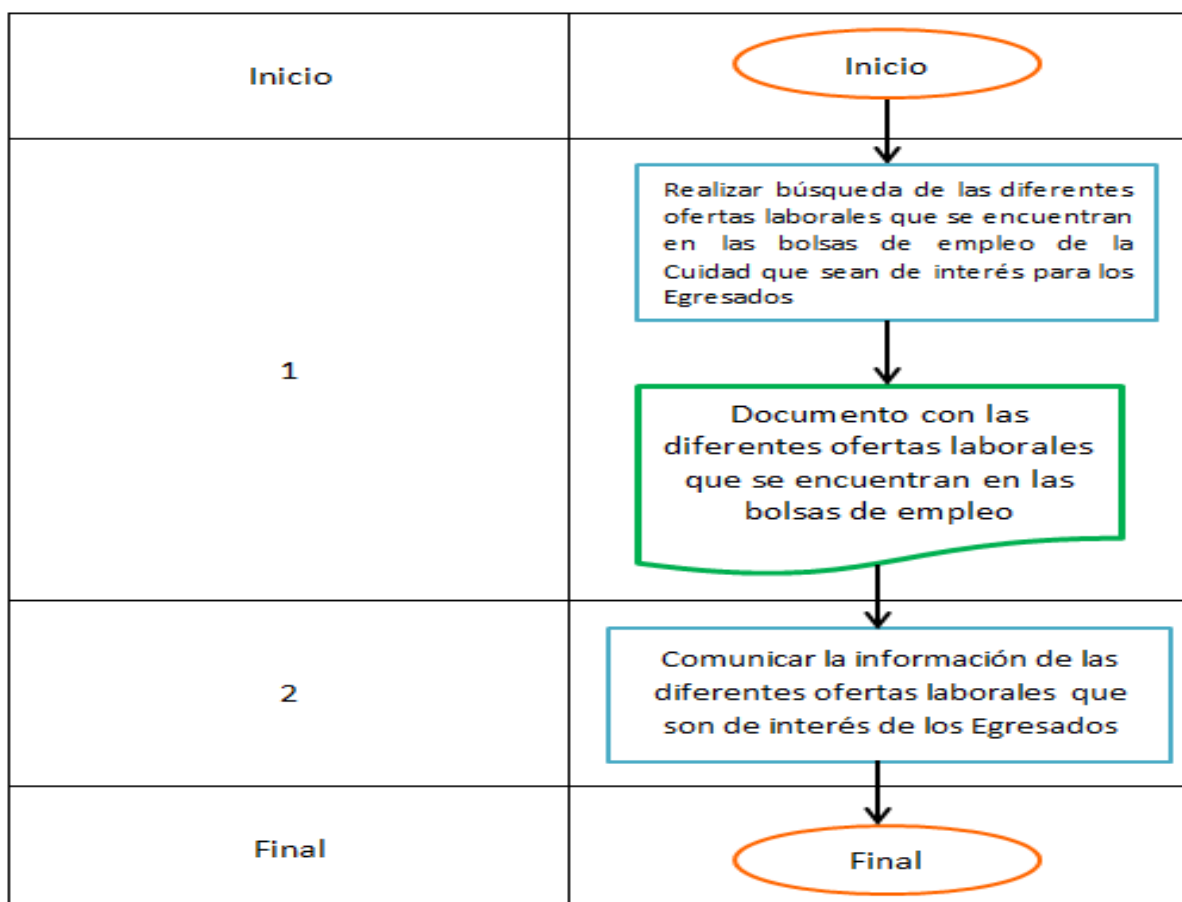 Inicio
Inicio
1
Realizar búsqueda de las diferentes
ofertas laborales que se encuentran
en las bolsas de empleo de la
Cuidad que sean de interés para los
Egresados
Documento con las
diferentes ofertas laborales
que se encuentran en las
bolsas de empleo
2
Comunicar la información de las
diferentes ofertas laborales que
son de interés de los Egresados
Final
Final